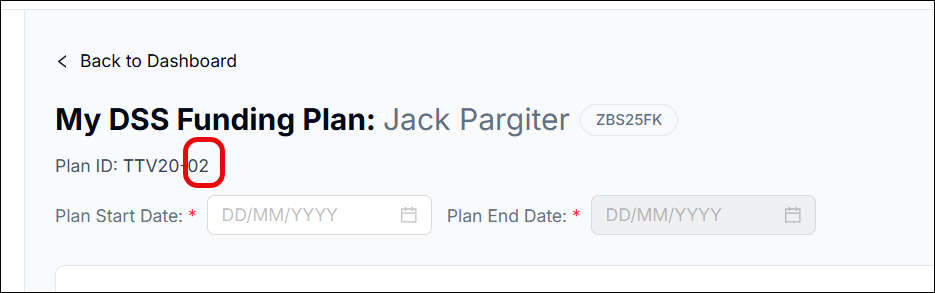 Back to Dashboard
My DSS Funding Plan: Jack Pargiter ZBS25FK
Plan ID: TTV20-02
Plan Start Date: * DD/MM/YYYY Plan End Date: * DD/MM/YYYY